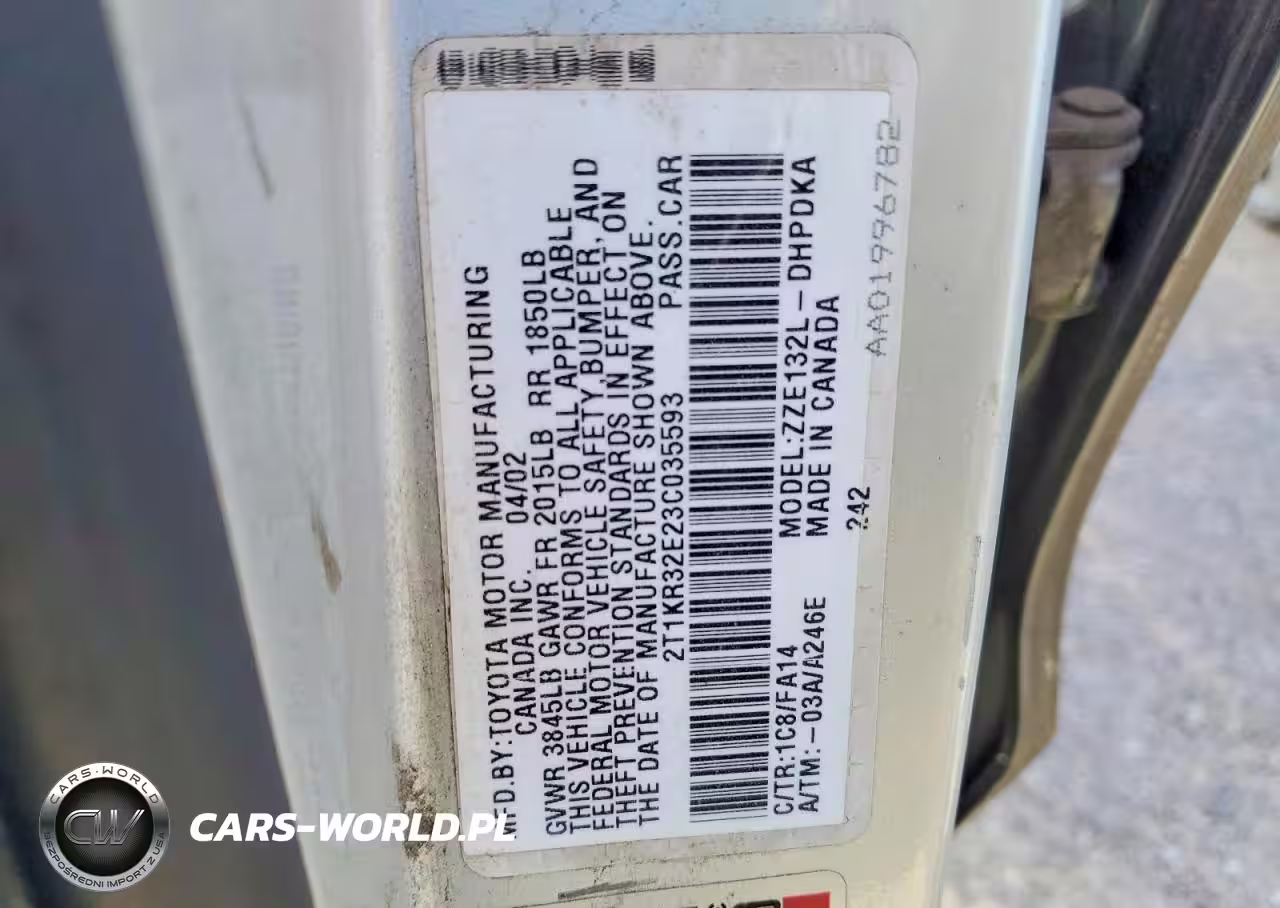 MFD.BY:TOYOTA MOTOR MANUFACTURING
CANADA INC. 04/02
GVWR 3845LB GAWR FR 2015LB RR 1850LB
THIS VEHICLE CONFORMS TO ALL APPLICABLE
FEDERAL MOTOR VEHICLE SAFETY,BUMPER, AND
THEFT PREVENTION STANDARDS IN EFFECT ON
THE DATE OF MANUFACTURE SHOWN ABOVE.
2T1KR32E23C035593 PASS.CAR
C/TR:1C8/FA14 MODEL:ZZE132L-DHPDKA
A/TM:-03A/A246E MADE IN CANADA
242
AA01996782
CARS-WORLD
CW
BEZPOŚREDNI IMPORT Z USA
CARS-WORLD.PL